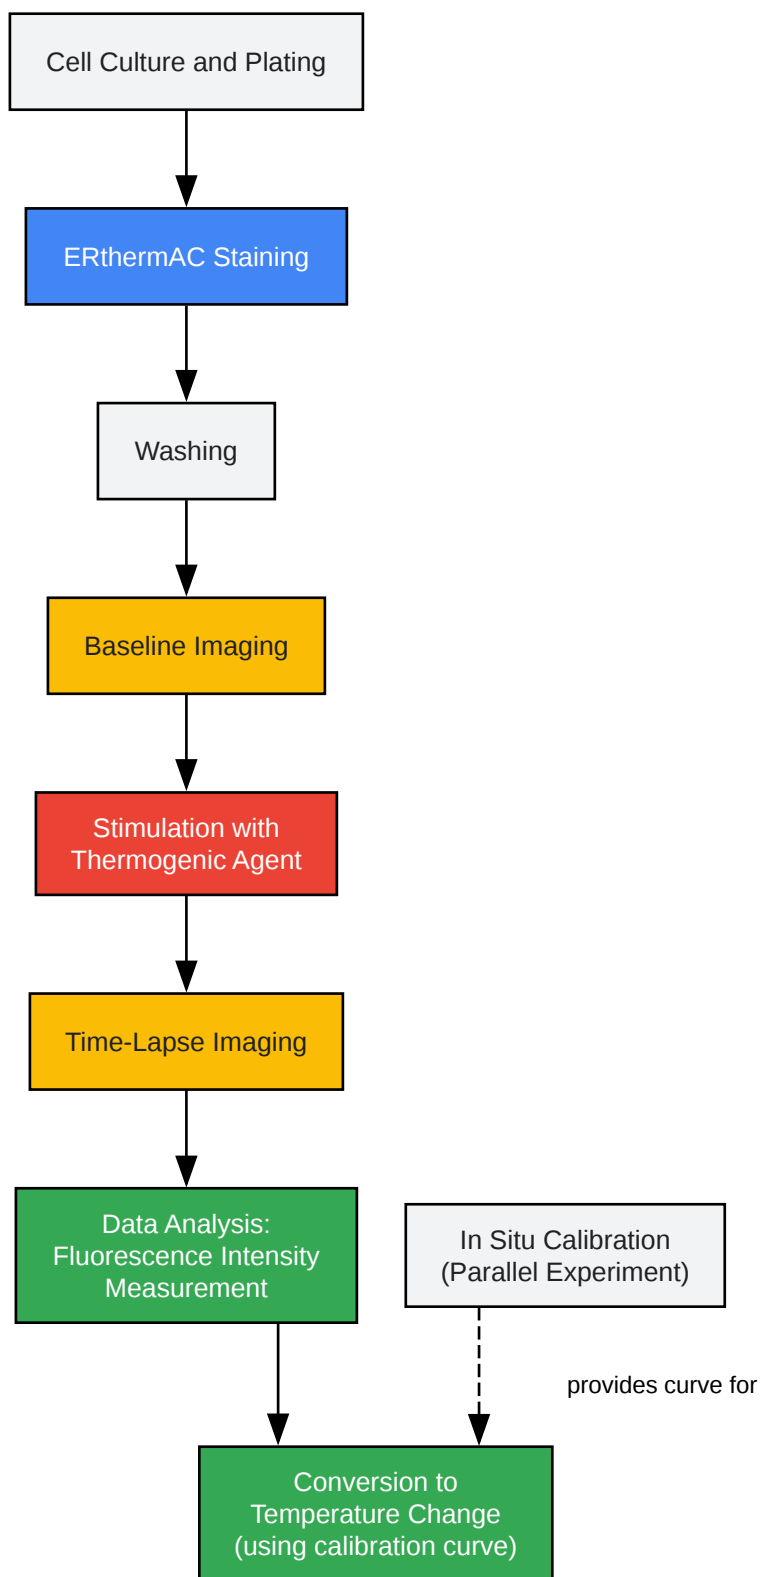 Cell Culture and Plating
ERthermAC Staining
Washing
Baseline Imaging
Stimulation with
Thermogenic Agent
Time-Lapse Imaging
Data Analysis:
Fluorescence Intensity
Measurement
In Situ Calibration
(Parallel Experiment)
provides curve for
Conversion to
Temperature Change
(using calibration curve)